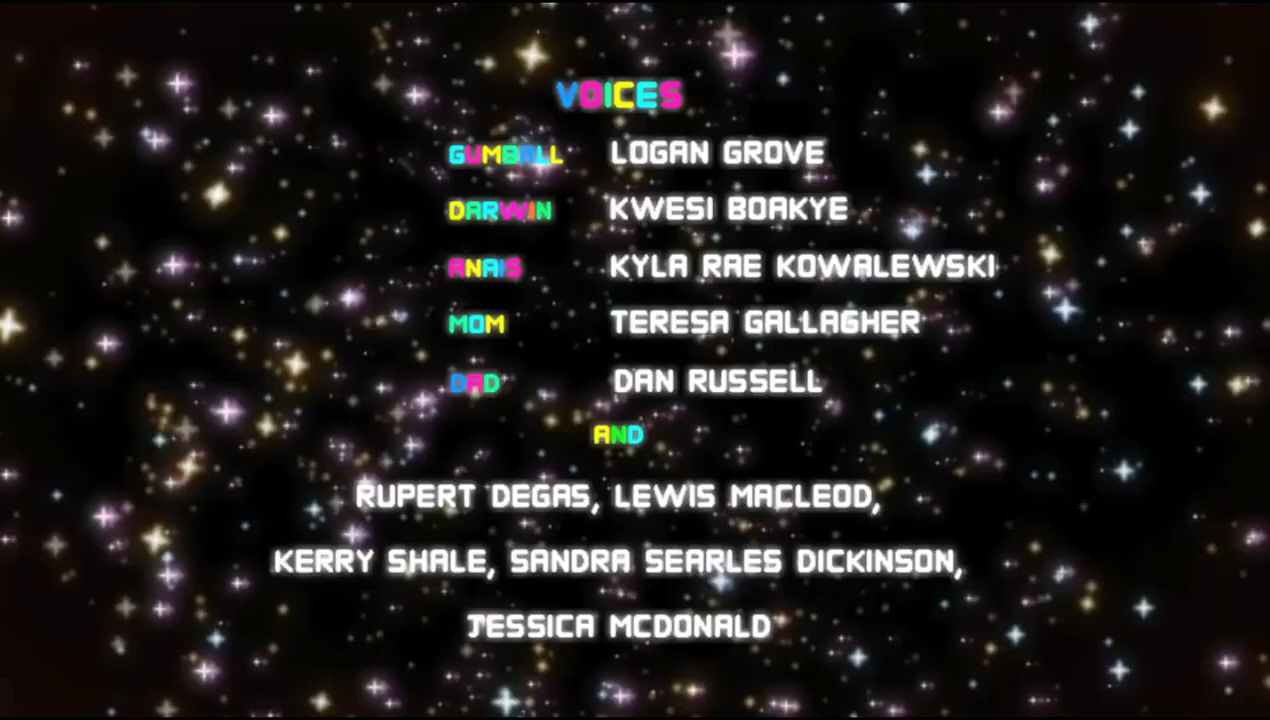 VOICES
GUMBALL LOGAN GROVE
DARWIN KWESI BOAKYE
ANAIS KYLA RAE KOWALEWSKI
MOM TERESA GALLAGHER
DAD DAN RUSSELL
AND
RUPERT DEGAS, LEWIS MACLEOD,
KERRY SHALE, SANDRA SEARLES DICKINSON,
JESSICA MCDONALD